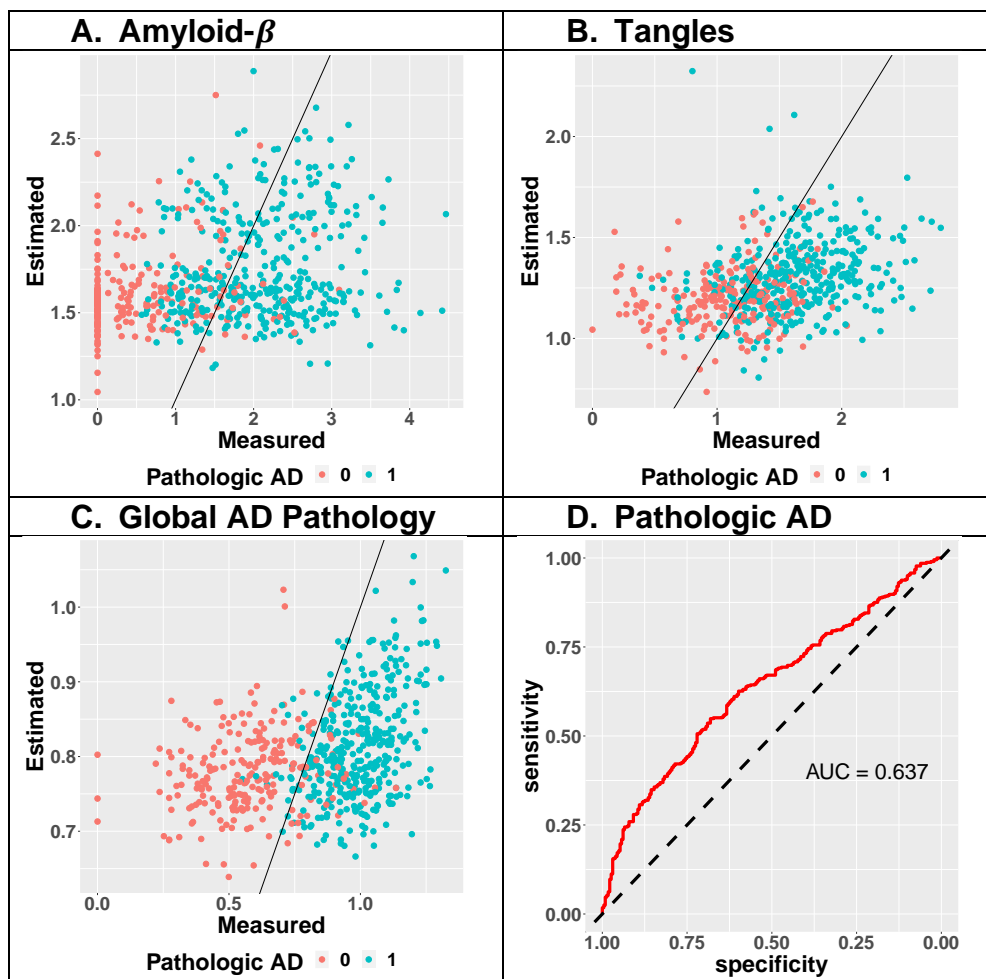 A. Amyloid-β
B. Tangles
Estimated
2.5
2.0
1.5
1.0
0 1 2 3 4
Measured
Pathologic AD 0 1
Estimated
2.0
1.5
1.0
0 1 2
Measured
Pathologic AD 0 1
C. Global AD Pathology
D. Pathologic AD
Estimated
1.0
0.9
0.8
0.7
0.0 0.5 1.0
Measured
Pathologic AD 0 1
sensitivity
1.00
0.75
0.50
0.25
0.00
AUC = 0.637
1.00 0.75 0.50 0.25 0.00
specificity